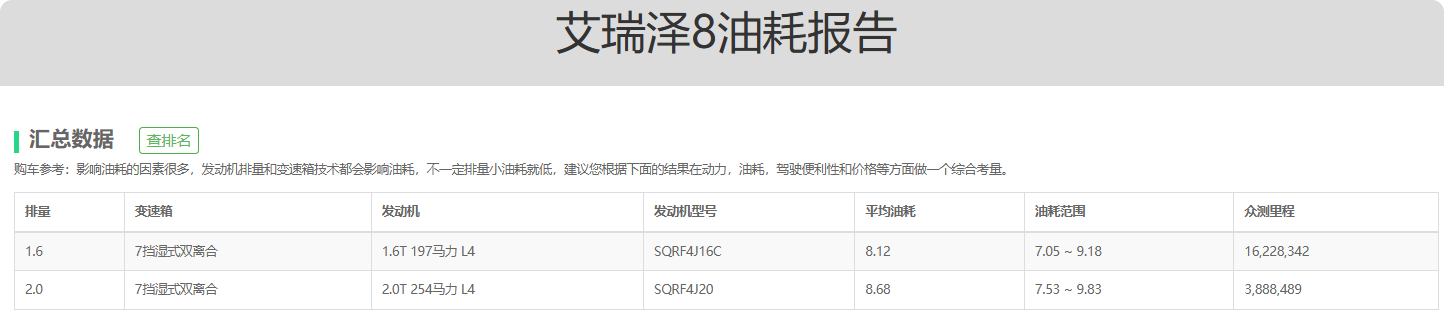 艾瑞泽8油耗报告
汇总数据 查排名
购车参考：影响油耗的因素很多，发动机排量和变速箱技术都会影响油耗，不一定排量小油耗就低，建议您根据下面的结果在动力，油耗，驾驶便利性和价格等方面做一个综合考量。
排量 变速箱 发动机 发动机型号 平均油耗 油耗范围 众测里程
1.6 7挡湿式双离合 1.6T 197马力 L4 SQRF4J16C 8.12 7.05 ~ 9.18 16,228,342
2.0 7挡湿式双离合 2.0T 254马力 L4 SQRF4J20 8.68 7.53 ~ 9.83 3,888,489